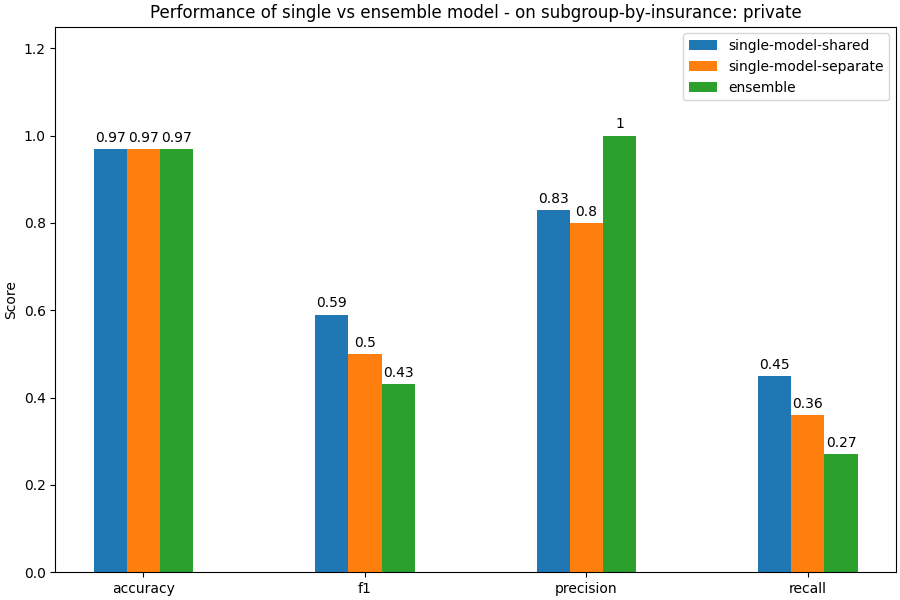 Performance of single vs ensemble model - on subgroup-by-insurance: private
single-model-shared
single-model-separate
ensemble
Score
1.2
1.0
0.8
0.6
0.4
0.2
0.0
0.97 0.97 0.97
0.59
0.5
0.43
0.83
0.8
1
0.45
0.36
0.27
accuracy f1 precision recall